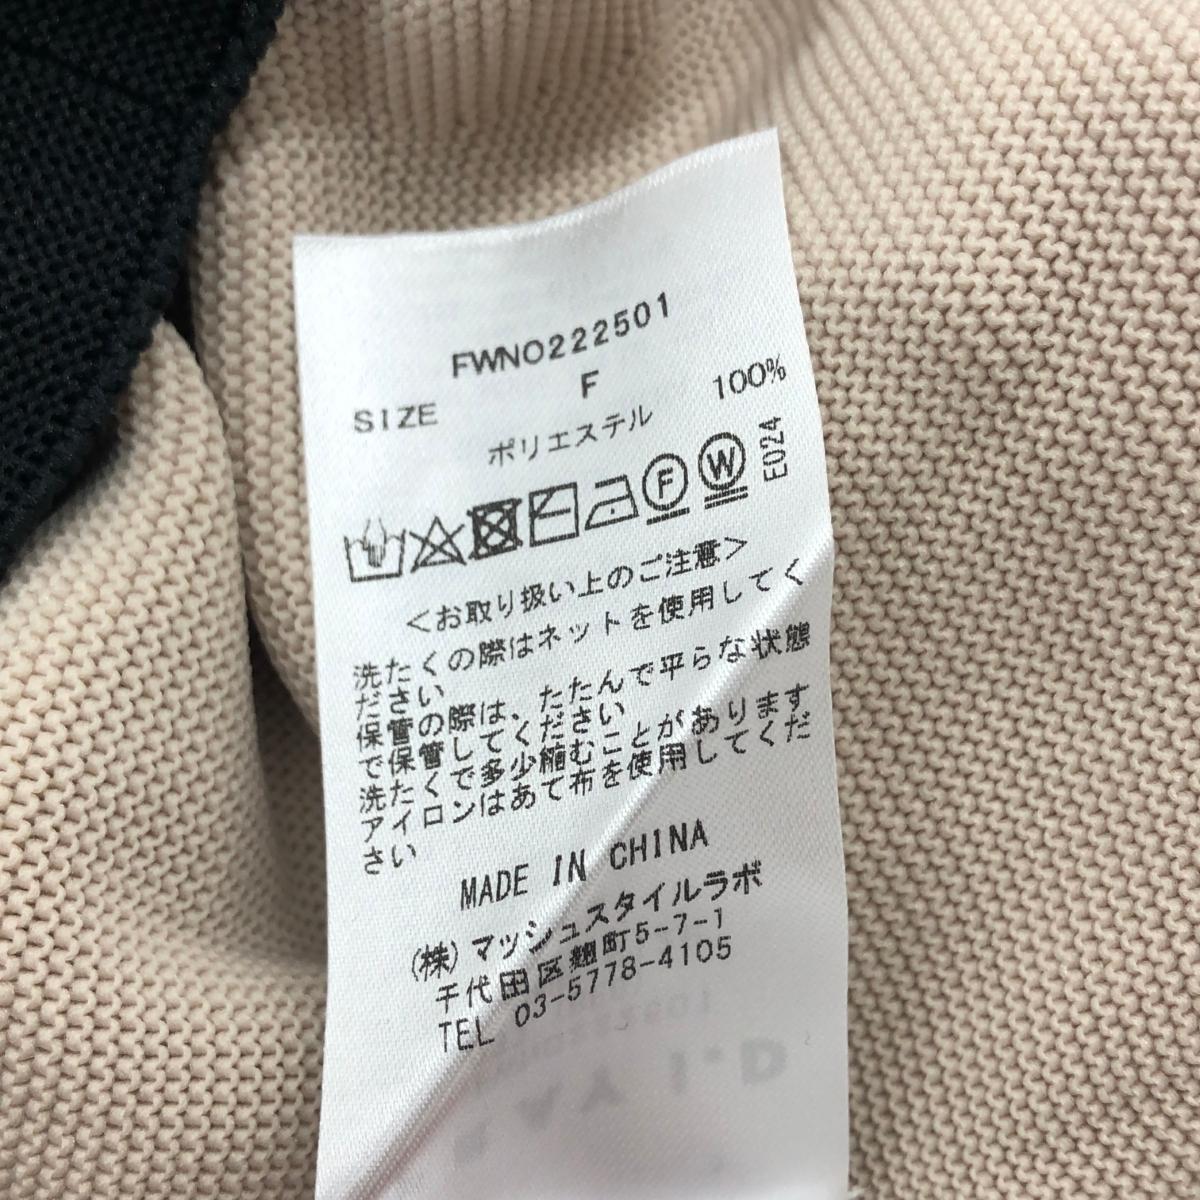 FWNO222501
SIZE F
ポリエステル 100%
F W E024
<お取り扱い上のご注意>
洗たくの際はネットを使用してく
ださい
保管の際は、たたんで平らな状態
で保管してください
洗たくで多少縮むことがあります
アイロンはあて布を使用してくだ
さい
MADE IN CHINA
(株)マッシュスタイルラボ
千代田区麹町5-7-1
TEL 03-5778-4105